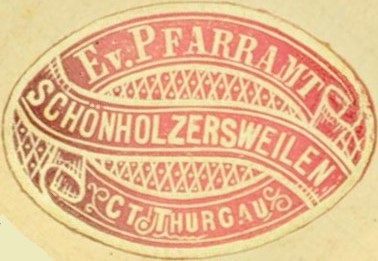 Ev. PFARRAMT
SCHÖNHOLZERSWEILEN
CT. THURGAU